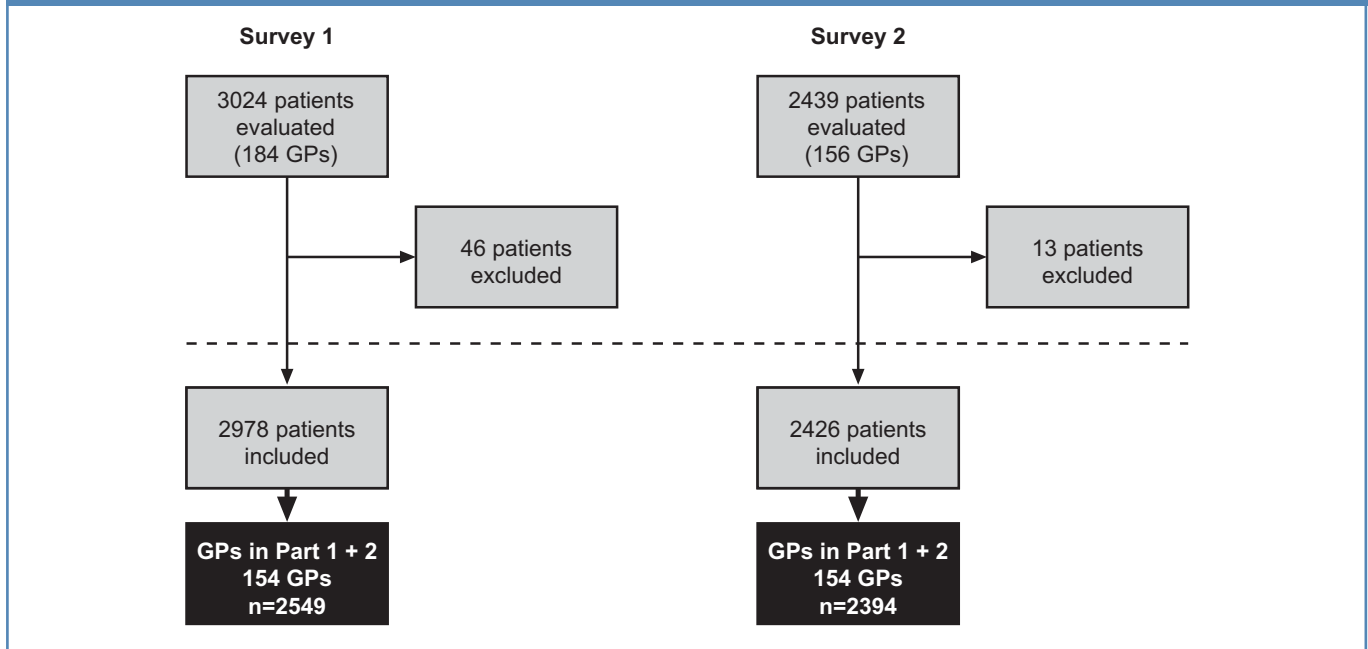 Survey 1
3024 patients
evaluated
(184 GPs)
46 patients
excluded
2978 patients
included
GPs in Part 1 + 2
154 GPs
n=2549
Survey 2
2439 patients
evaluated
(156 GPs)
13 patients
excluded
2426 patients
included
GPs in Part 1 + 2
154 GPs
n=2394